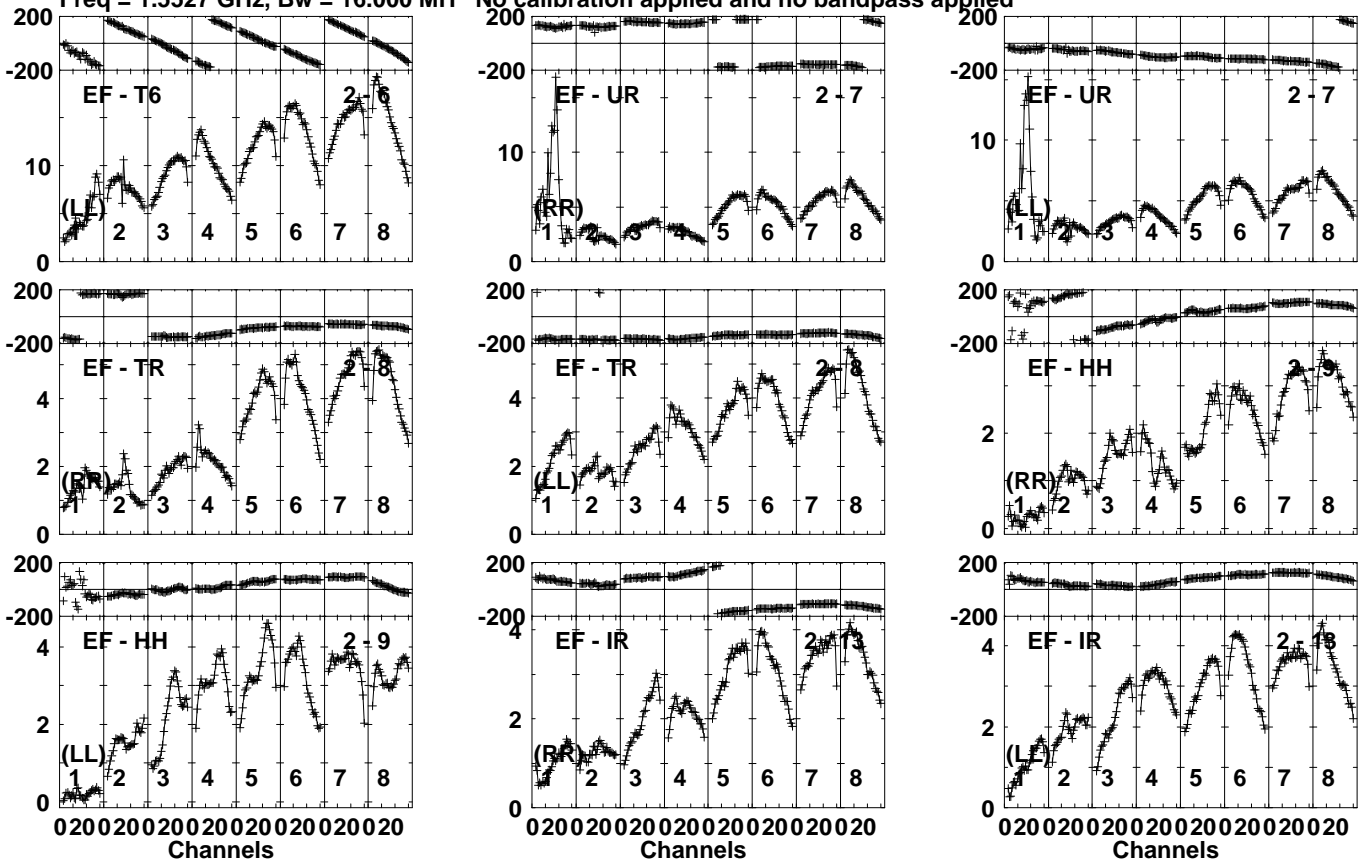 Freq = 1.5527 GHz, Bw = 16.000 MH  No calibration applied and no bandpass applied
200
-200
EF - T6
2 - 6
10
0
(LL)
1 2 3 4 5 6 7 8
200
-200
EF - UR
2 - 7
10
0
(RR)
1 2 3 4 5 6 7 8
200
-200
EF - UR
2 - 7
10
0
(LL)
1 2 3 4 5 6 7 8
200
-200
EF - TR
2 - 8
4
2
0
(RR)
1 2 3 4 5 6 7 8
200
-200
EF - TR
2 - 8
4
2
0
(LL)
1 2 3 4 5 6 7 8
200
-200
EF - HH
2 - 9
2
0
(RR)
1 2 3 4 5 6 7 8
200
-200
EF - HH
2 - 9
4
2
0
(LL)
1 2 3 4 5 6 7 8
020020020020020020020020
Channels
200
-200
4
EF - IR
2 - 13
2
0
(RR)
1 2 3 4 5 6 7 8
020020020020020020020020
Channels
200
-200
EF - IR
2 - 13
4
2
0
(LL)
1 2 3 4 5 6 7 8
020020020020020020020020
Channels